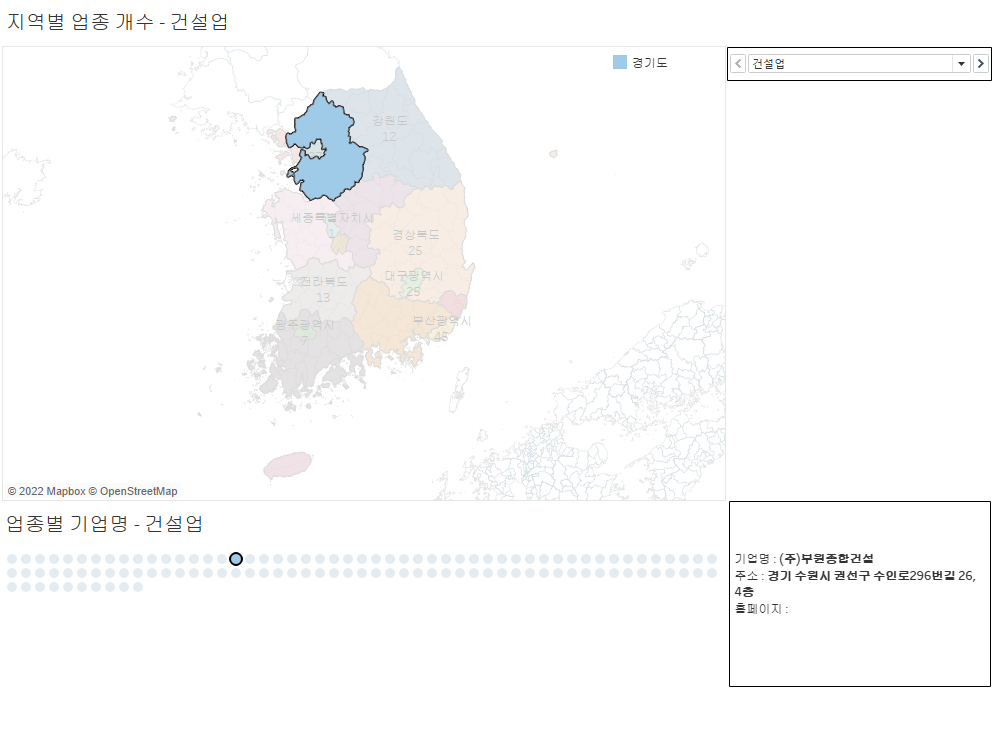 지역별 업종 개수 - 건설업
경기도
건설업
강원도
12
세종특별자치시
1
경상북도
25
대구광역시
29
전라북도
13
부산광역시
45
광주광역시
7
© 2022 Mapbox © OpenStreetMap
업종별 기업명 - 건설업
기업명 : (주)부원종합건설
주소 : 경기 수원시 권선구 수인로296번길 26,
4층
홈페이지 :